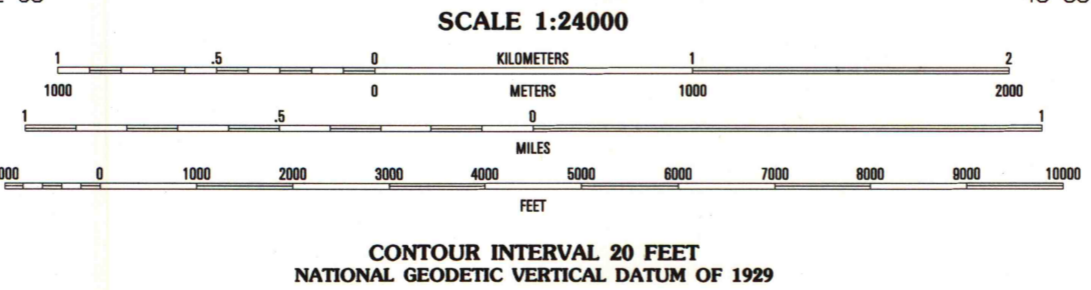 SCALE 1:24000
1 .5 0 KILOMETERS 1 2
1000 0 METERS 1000 2000
1 .5 0 1
MILES
0 1000 2000 3000 4000 5000 6000 7000 8000 9000 10000
FEET
CONTOUR INTERVAL 20 FEET
NATIONAL GEODETIC VERTICAL DATUM OF 1929